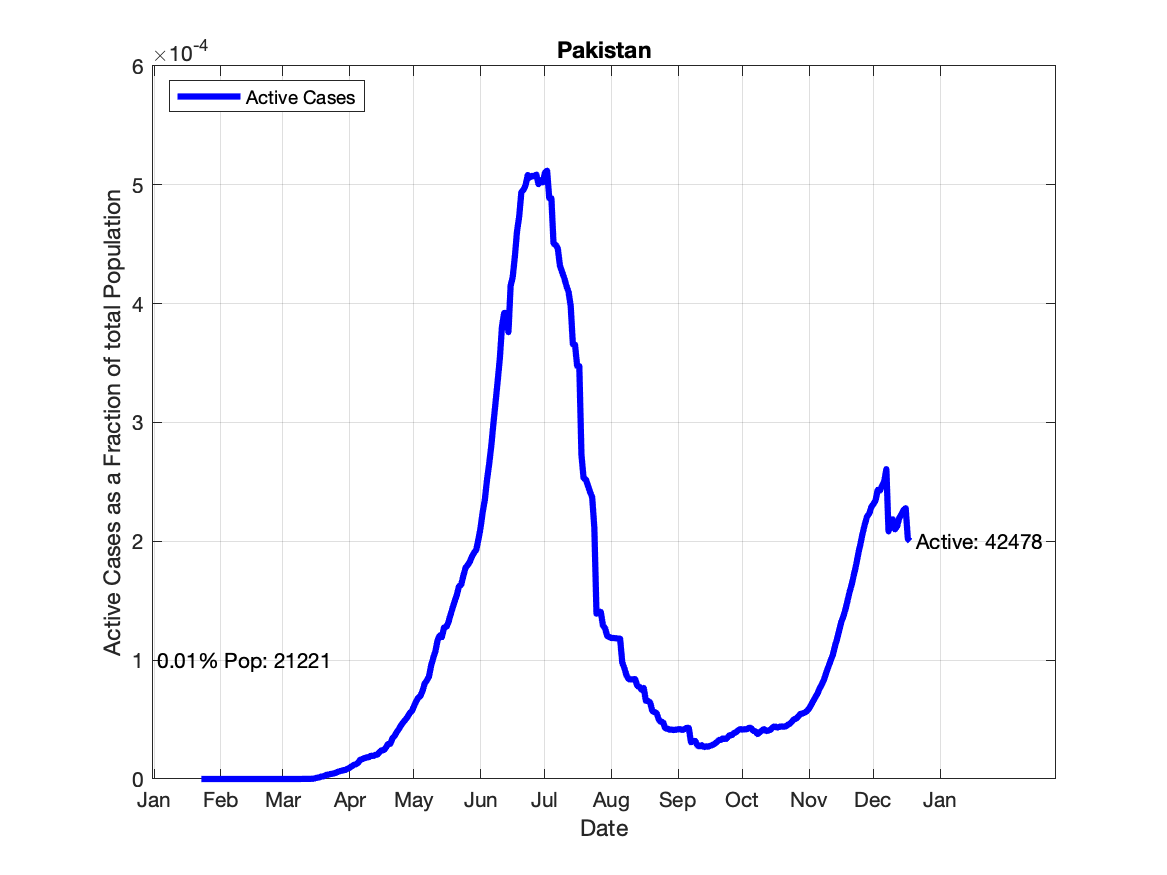 Pakistan
×10-4
6
Active Cases
5
4
3
2
1
0
Active Cases as a Fraction of total Population
Active: 42478
0.01% Pop: 21221
Jan Feb Mar Apr May Jun Jul Aug Sep Oct Nov Dec Jan
Date